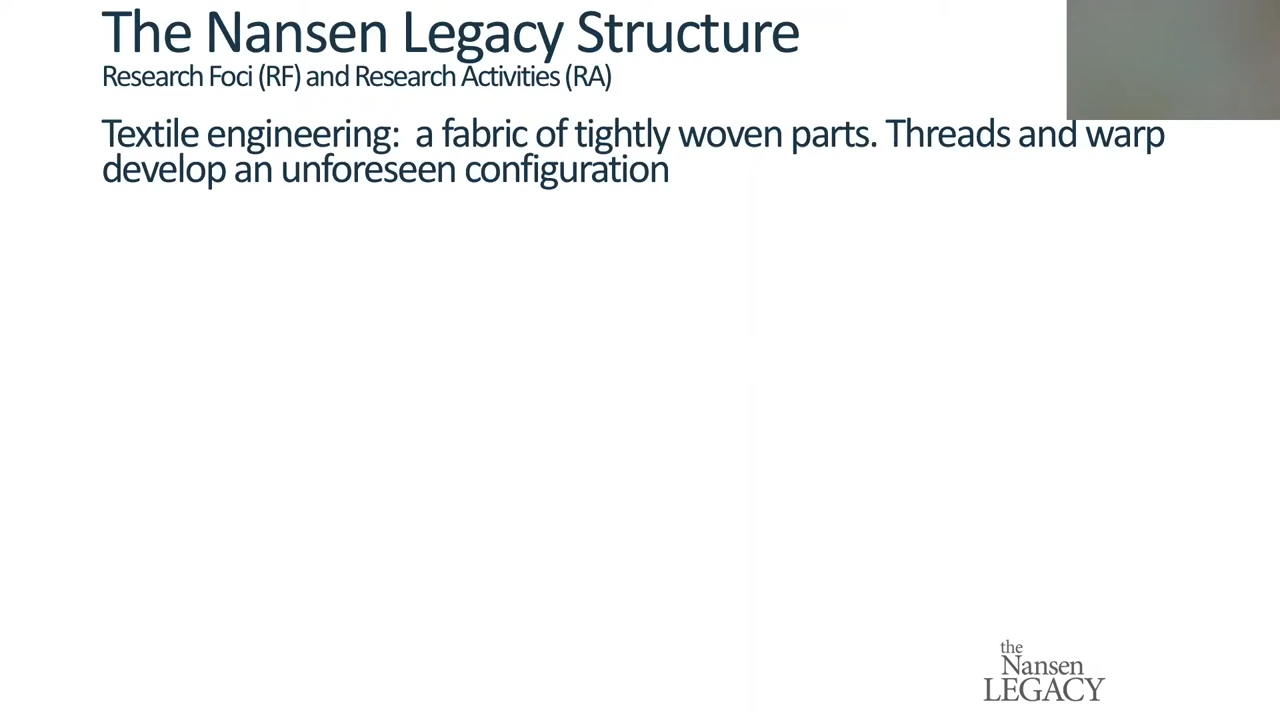 The Nansen Legacy Structure
Research Foci (RF) and Research Activities (RA)
Textile engineering:  a fabric of tightly woven parts. Threads and warp
develop an unforeseen configuration
the
Nansen
LEGACY